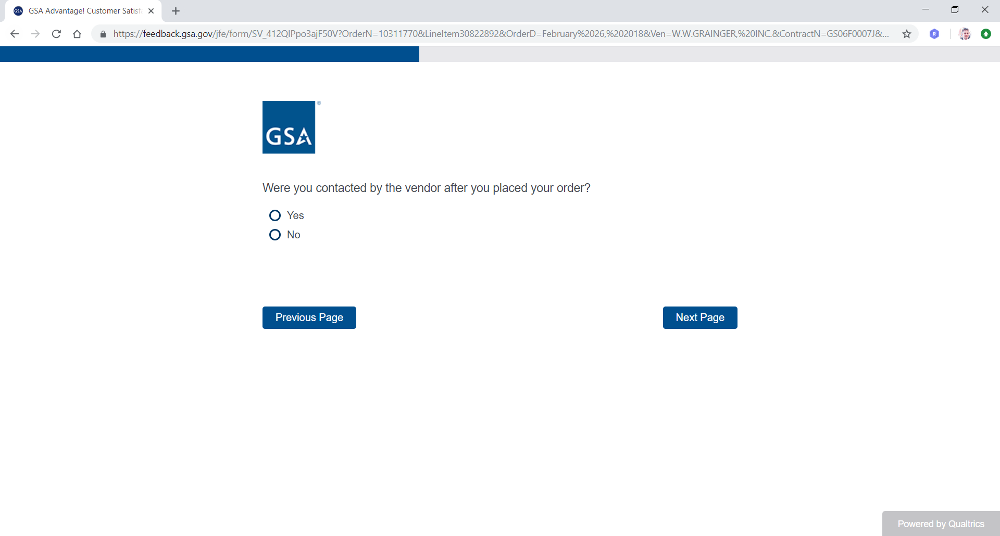 GSA Advantage! Customer Satisf
https://feedback.gsa.gov/jfe/form/SV_412QIPpo3ajF50V?OrderN=10311770&LineItem30822892&OrderD=February%2026,%202018&Ven=W.W.GRAINGER,%20INC.&ContractN=GS06F0007J&...
R
GSA
®
Were you contacted by the vendor after you placed your order?
Yes
No
Previous Page
Next Page
Powered by Qualtrics